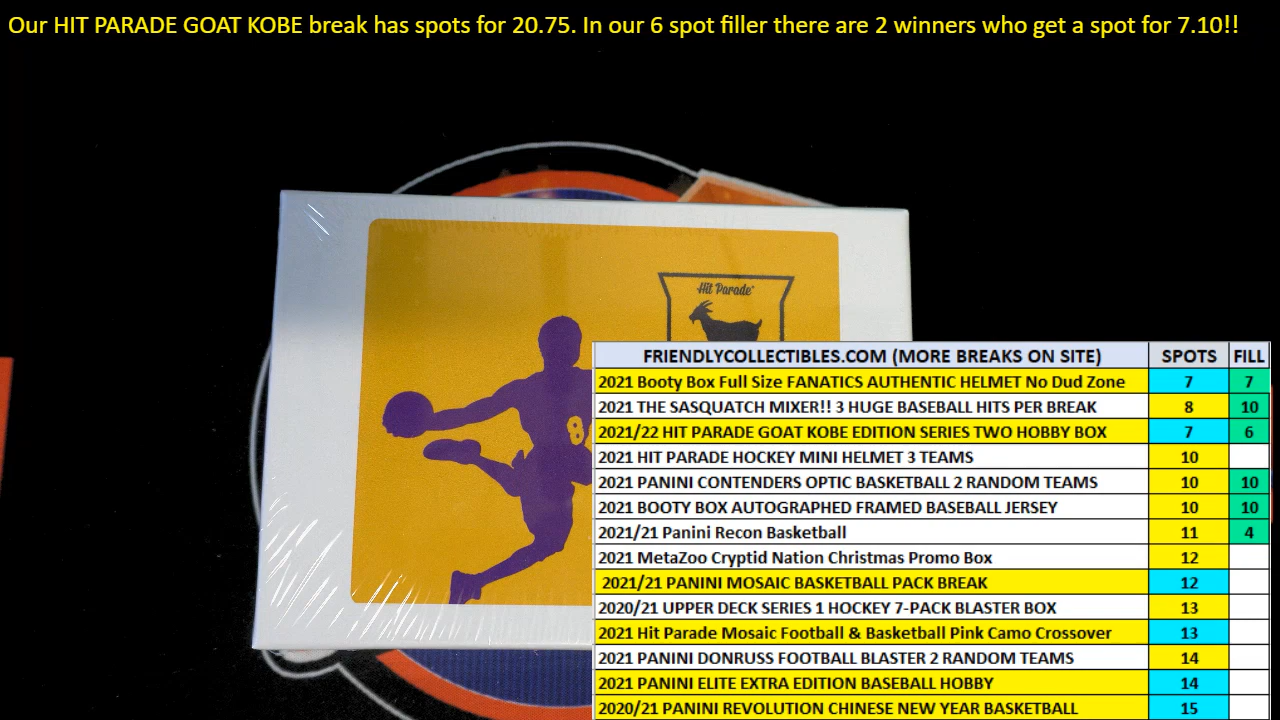 Our HIT PARADE GOAT KOBE break has spots for 20.75. In our 6 spot filler there are 2 winners who get a spot for 7.10!!
Hit Parade
8
FRIENDLYCOLLECTIBLES.COM (MORE BREAKS ON SITE) SPOTS FILL
2021 Booty Box Full Size FANATICS AUTHENTIC HELMET No Dud Zone 7 7
2021 THE SASQUATCH MIXER!! 3 HUGE BASEBALL HITS PER BREAK 8 10
2021/22 HIT PARADE GOAT KOBE EDITION SERIES TWO HOBBY BOX 7 6
2021 HIT PARADE HOCKEY MINI HELMET 3 TEAMS 10
2021 PANINI CONTENDERS OPTIC BASKETBALL 2 RANDOM TEAMS 10 10
2021 BOOTY BOX AUTOGRAPHED FRAMED BASEBALL JERSEY 10 10
2021/21 Panini Recon Basketball 11 4
2021 MetaZoo Cryptid Nation Christmas Promo Box 12
2021/21 PANINI MOSAIC BASKETBALL PACK BREAK 12
2020/21 UPPER DECK SERIES 1 HOCKEY 7-PACK BLASTER BOX 13
2021 Hit Parade Mosaic Football & Basketball Pink Camo Crossover 13
2021 PANINI DONRUSS FOOTBALL BLASTER 2 RANDOM TEAMS 14
2021 PANINI ELITE EXTRA EDITION BASEBALL HOBBY 14
2020/21 PANINI REVOLUTION CHINESE NEW YEAR BASKETBALL 15